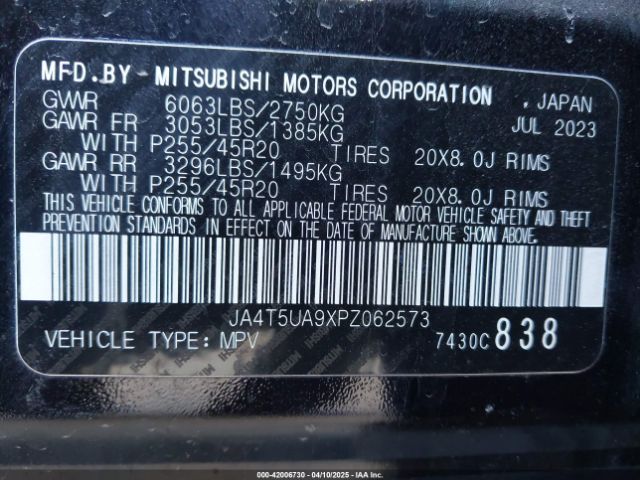 MFD.BY MITSUBISHI MOTORS CORPORATION , JAPAN
GVWR 6063LBS/2750KG JUL 2023
GAWR FR 3053LBS/1385KG
WITH P255/45R20 TIRES 20X8.0J RIMS
GAWR RR 3296LBS/1495KG
WITH P255/45R20 TIRES 20X8.0J RIMS
THIS VEHICLE CONFORMS TO ALL APPLICABLE FEDERAL MOTOR VEHICLE SAFETY AND THEFT
PREVENTION STANDARDS IN EFFECT ON THE DATE OF MANUFACTURE SHOWN ABOVE.
JA4T5UA9XPZ062573
VEHICLE TYPE: MPV 7430C 838
000-42006730 - 04/10/2025 - IAA Inc.